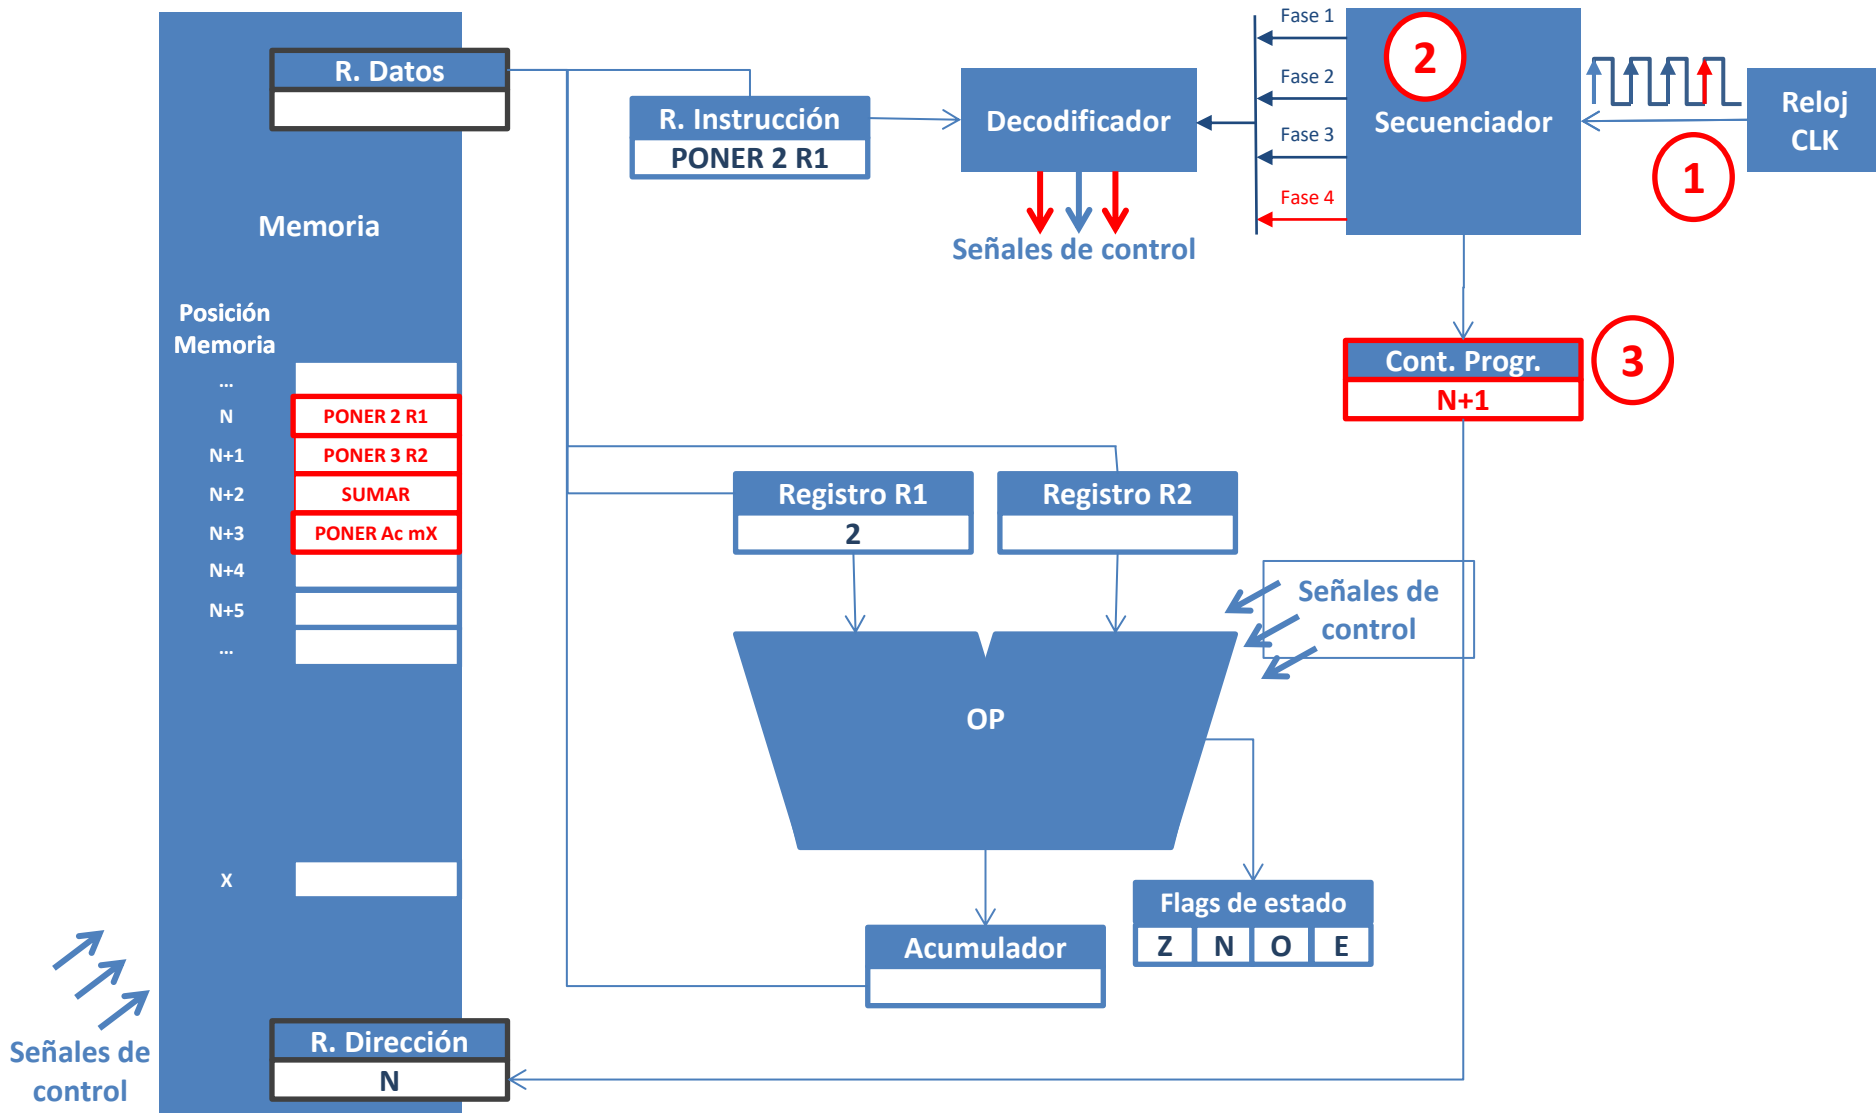 R. Datos
Memoria
Posición
Memoria
...
N PONER 2 R1
N+1 PONER 3 R2
N+2 SUMAR
N+3 PONER Ac mX
N+4
N+5
...
X
Señales de
control
R. Dirección
N
R. Instrucción
PONER 2 R1
Decodificador
Señales de control
Fase 1
Fase 2
Fase 3
Fase 4
2
Secuenciador
1
Reloj
CLK
Cont. Progr.
N+1
3
Registro R1
2
Registro R2
Señales de
control
OP
Flags de estado
Z N O E
Acumulador